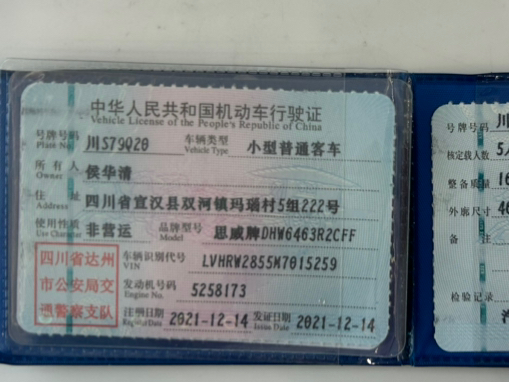 中华人民共和国机动车行驶证
Vehicle License of the People's Republic of China
号牌号码 川S79Q20 车辆类型 小型普通客车
Plate No. Vehicle Type
所有人 侯华清
Owner
住址 四川省宣汉县双河镇玛瑙村5组222号
Address
使用性质 非营运 品牌型号 思威牌DHW6463R2CFF
Use Character Model
四川省达州市公安局交通警察支队
车辆识别代号 LVHRW2855M7015259
VIN
发动机号码 5258173
Engine No.
注册日期 2021-12-14 发证日期 2021-12-14
Register Date Issue Date
号牌号码 川
核定载人数 5
整备质量 16
外廓尺寸 46
备注
检验记录